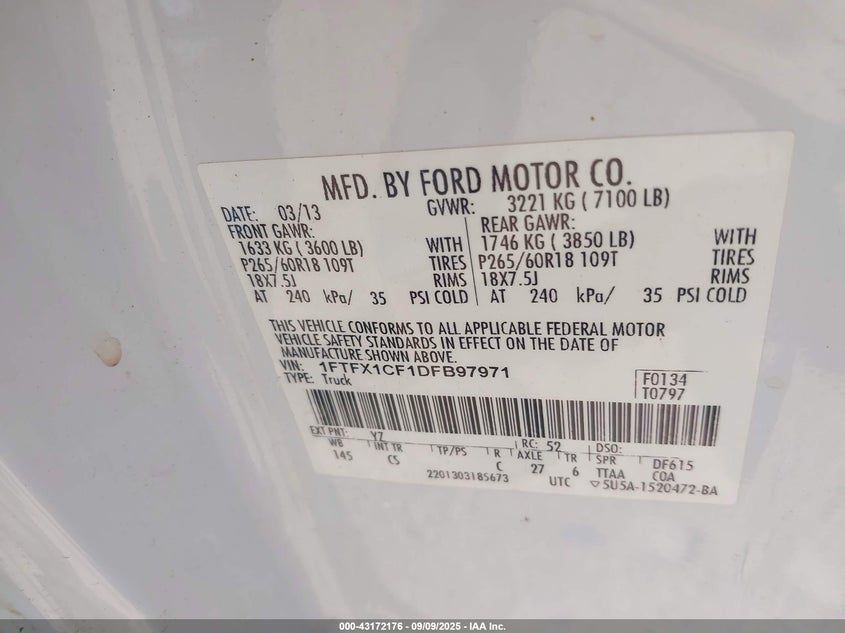 MFD. BY FORD MOTOR CO.
DATE: 03/13 GVWR: 3221 KG ( 7100 LB)
FRONT GAWR: REAR GAWR:
1633 KG ( 3600 LB) WITH 1746 KG ( 3850 LB) WITH
P265/60R18 109T TIRES P265/60R18 109T TIRES
18X7.5J RIMS 18X7.5J RIMS
AT 240 kPa/ 35 PSI COLD AT 240 kPa/ 35 PSI COLD
THIS VEHICLE CONFORMS TO ALL APPLICABLE FEDERAL MOTOR
VEHICLE SAFETY STANDARDS IN EFFECT ON THE DATE OF
MANUFACTURE SHOWN ABOVE.
VIN: 1FTFX1CF1DFB97971
TYPE: Truck
F0134
T0797
EXT PNT: YZ RC: 52 DSO:
WB INT TR TP/PS R AXLE TR SPR DF615
145 CS C 27 6 TTAA COA
2201303185673 UTC ▽5U5A-1520472-BA
000-43172176 - 09/09/2025 - IAA Inc.